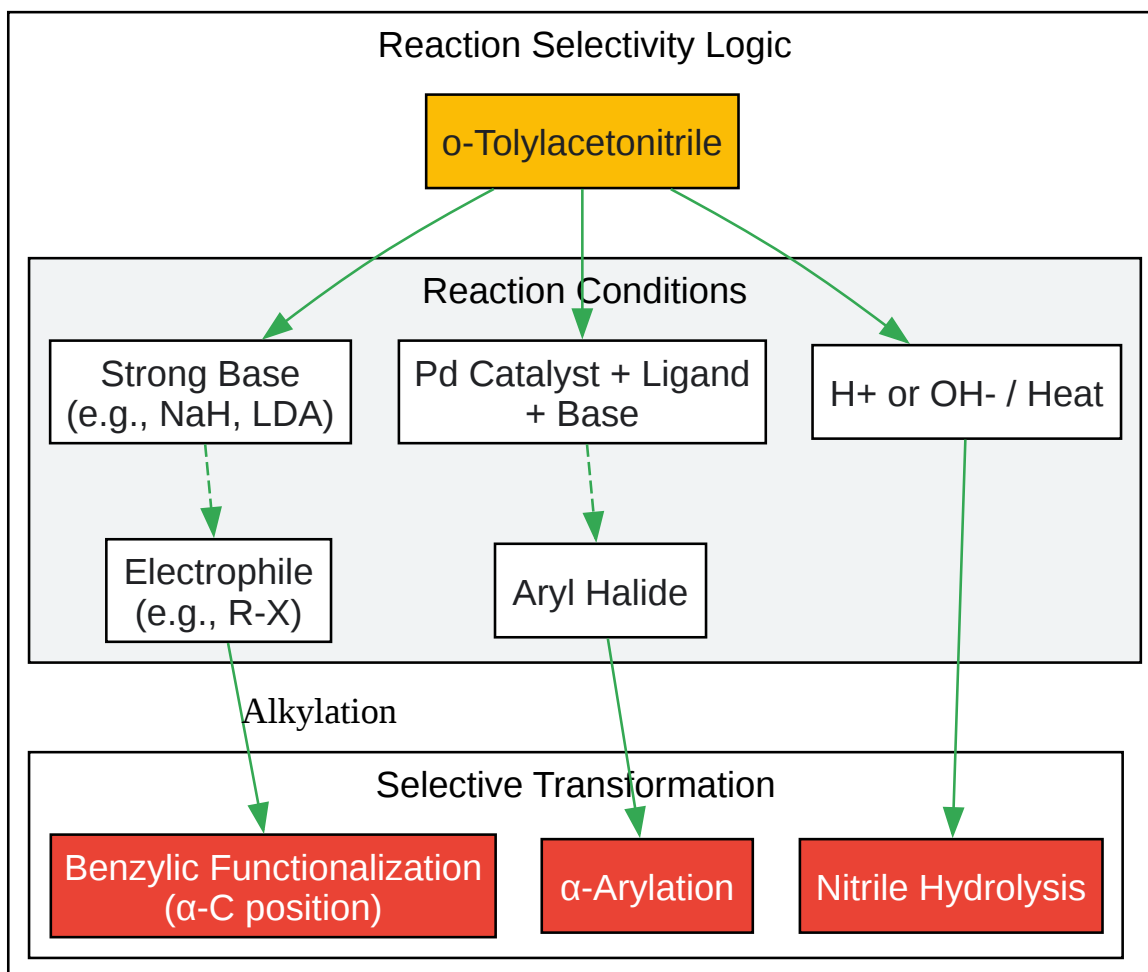 Reaction Selectivity Logic
o-Tolylacetonitrile
Reaction Conditions
Strong Base
(e.g., NaH, LDA)
Pd Catalyst + Ligand
+ Base
H+ or OH- / Heat
Electrophile
(e.g., R-X)
Aryl Halide
Alkylation
Selective Transformation
Benzylic Functionalization
(α-C position)
α-Arylation
Nitrile Hydrolysis